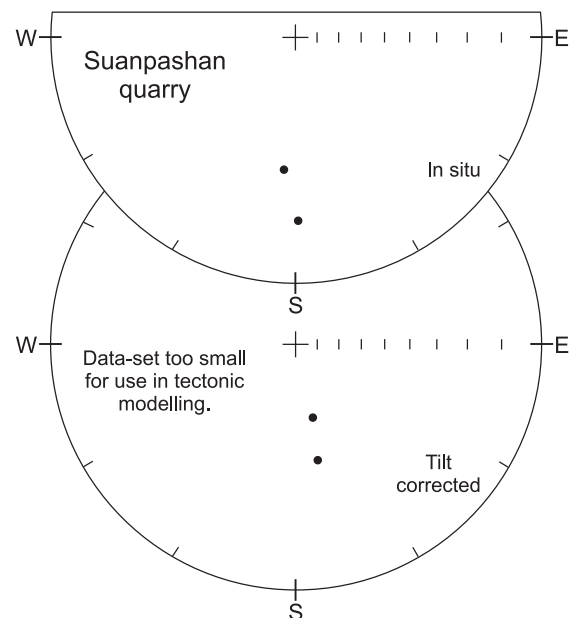 W
E
Suanpashan
quarry
In situ
S
W
E
Data-set too small
for use in tectonic
modelling.
Tilt
corrected
S